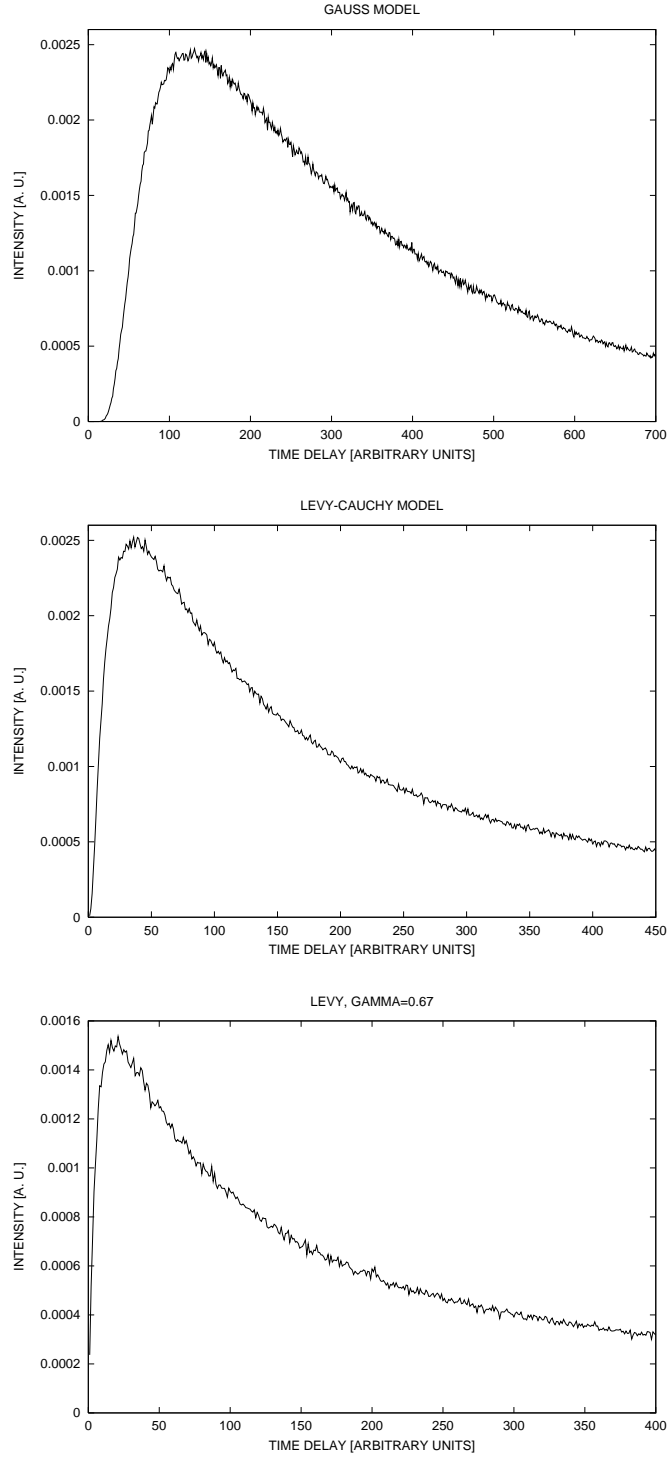 GAUSS MODEL
0.0025
0.002
0.0015
0.001
0.0005
0
INTENSITY [A. U.]
0 100 200 300 400 500 600 700
TIME DELAY [ARBITRARY UNITS]
LEVY-CAUCHY MODEL
0.0025
0.002
0.0015
0.001
0.0005
0
INTENSITY [A. U.]
0 50 100 150 200 250 300 350 400 450
TIME DELAY [ARBITRARY UNITS]
LEVY, GAMMA=0.67
0.0016
0.0014
0.0012
0.001
0.0008
0.0006
0.0004
0.0002
0
INTENSITY [A. U.]
0 50 100 150 200 250 300 350 400
TIME DELAY [ARBITRARY UNITS]